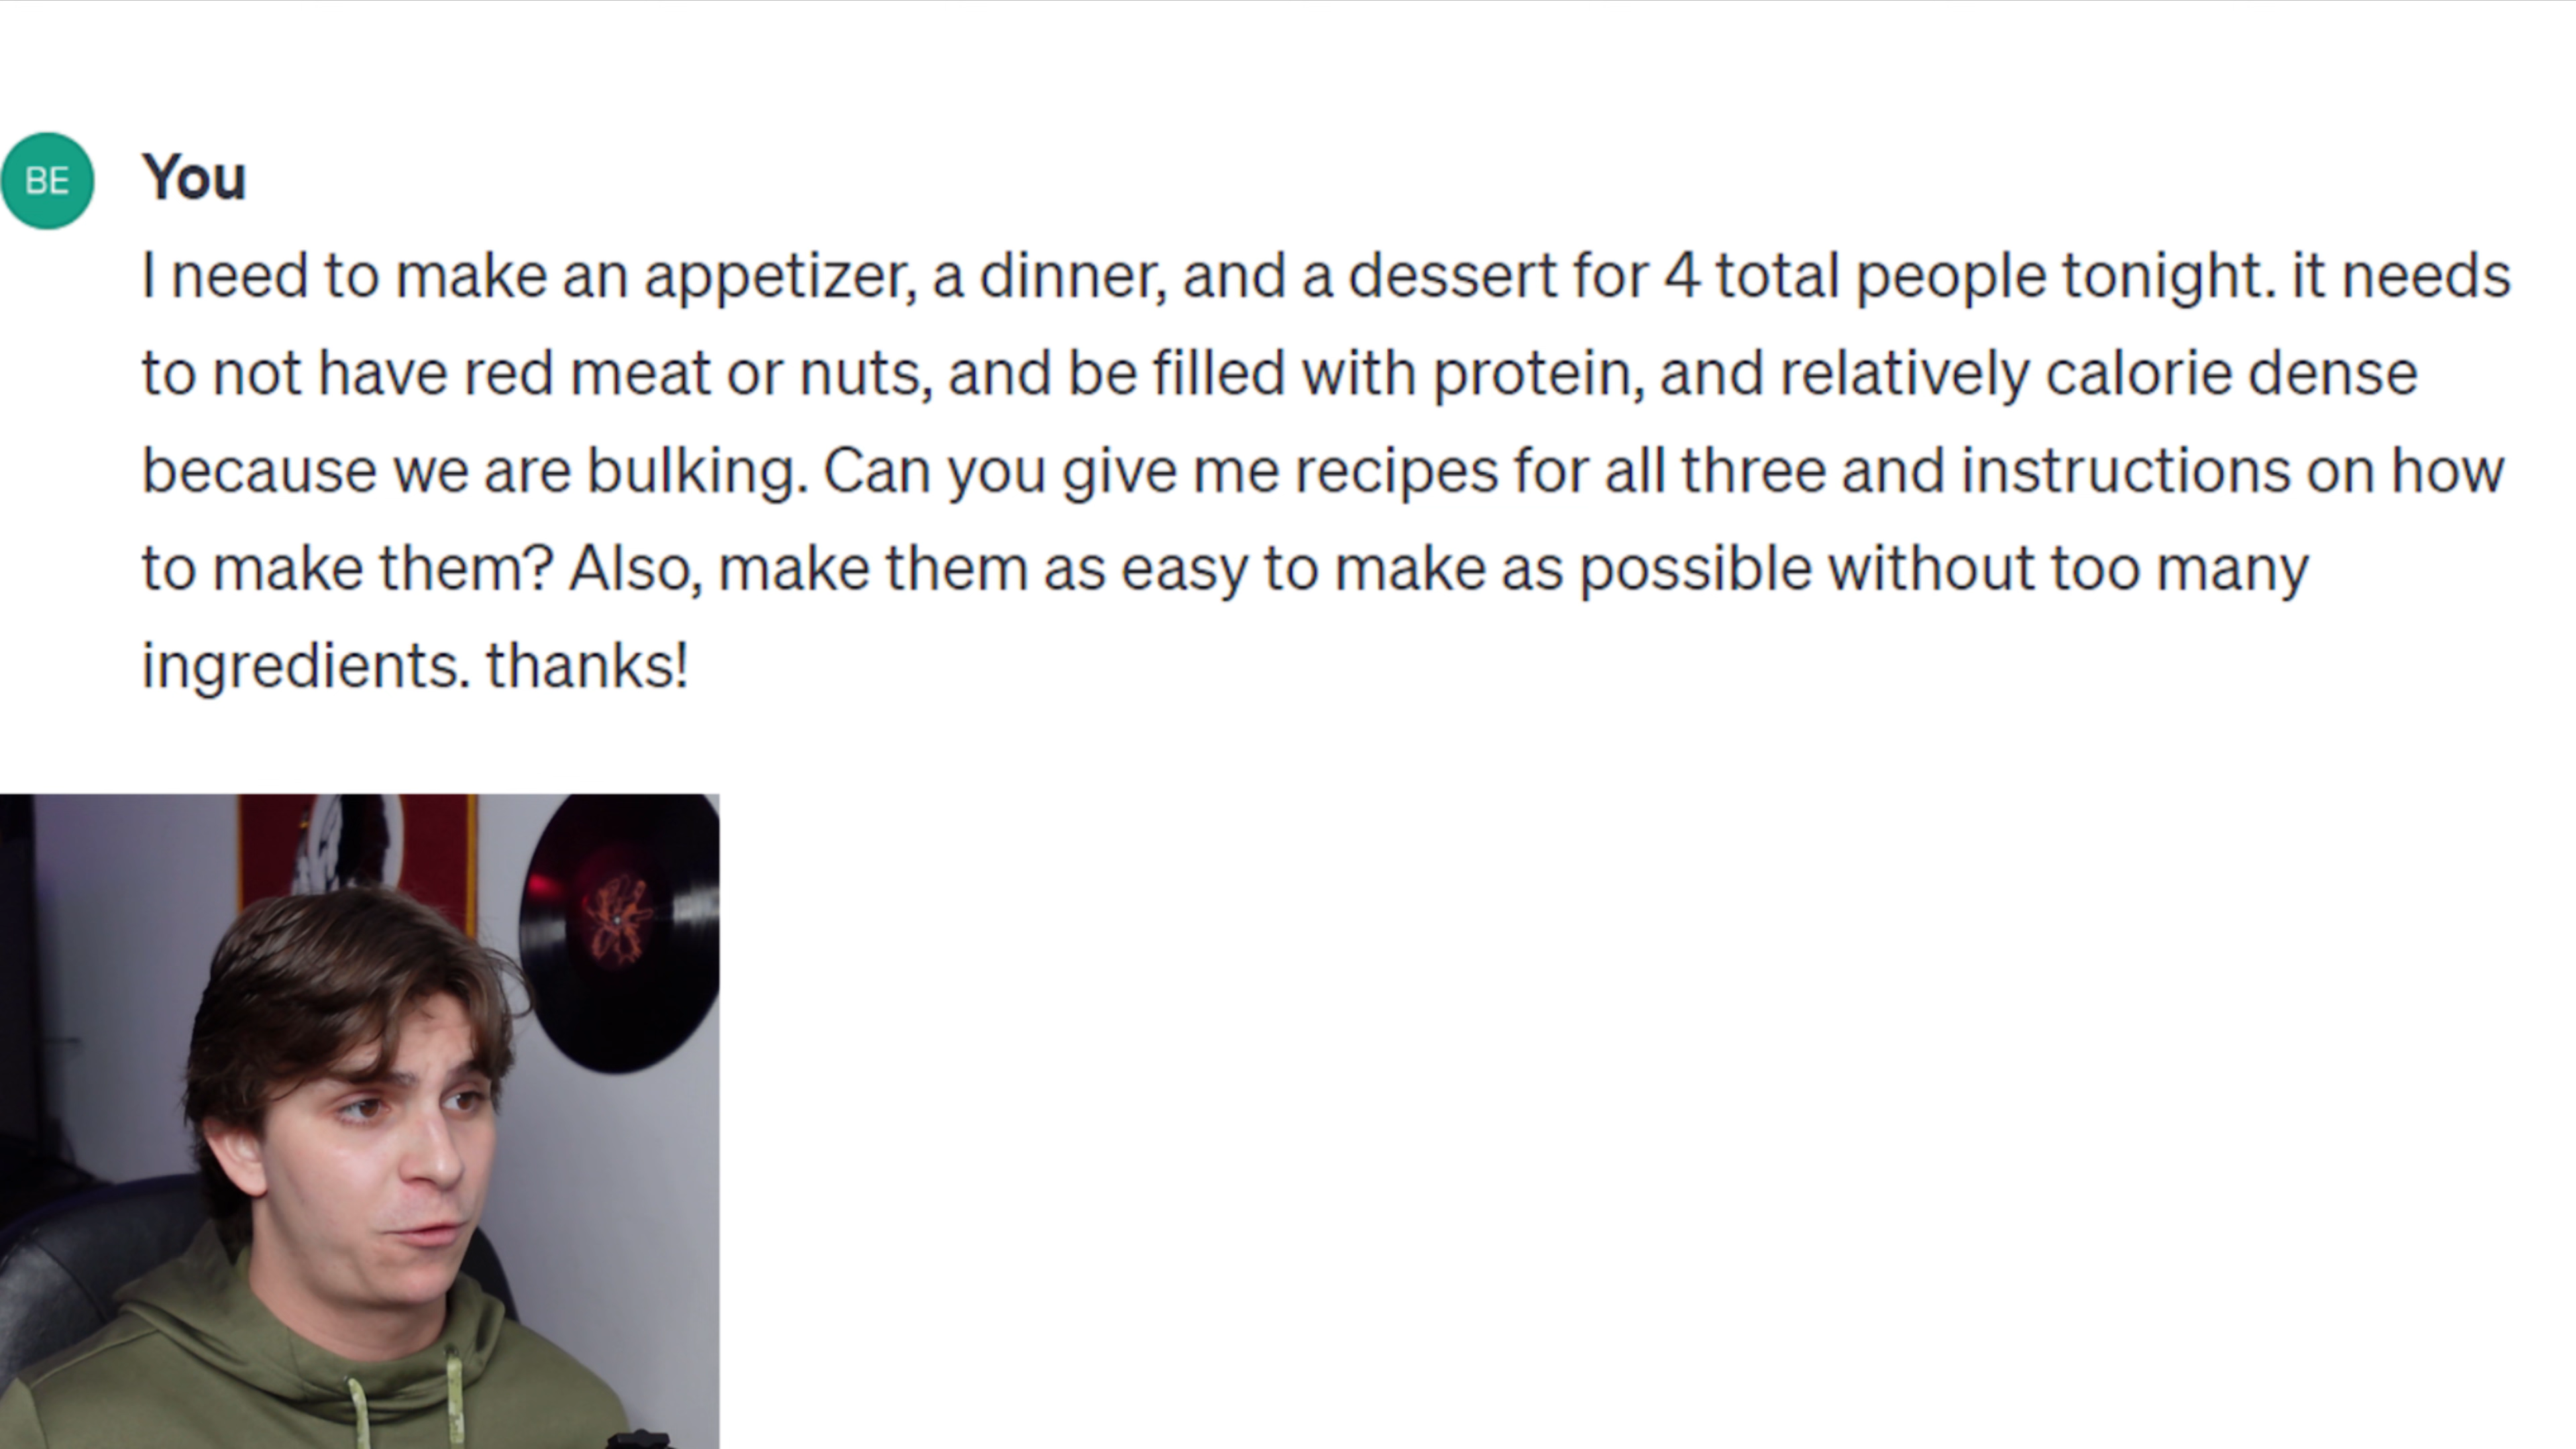 BE
You
I need to make an appetizer, a dinner, and a dessert for 4 total people tonight. it needs
to not have red meat or nuts, and be filled with protein, and relatively calorie dense
because we are bulking. Can you give me recipes for all three and instructions on how
to make them? Also, make them as easy to make as possible without too many
ingredients. thanks!